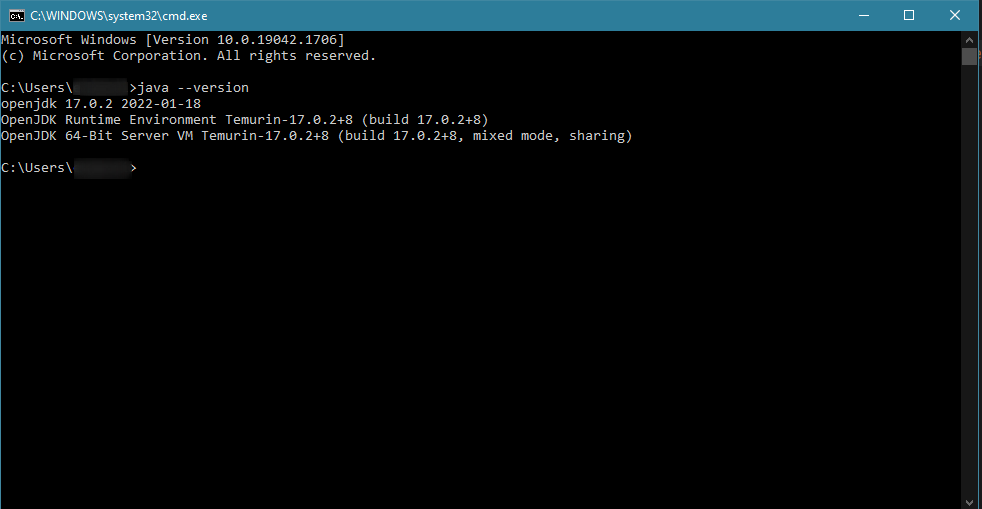 C:\WINDOWS\system32\cmd.exe
Microsoft Windows [Version 10.0.19042.1706]
(c) Microsoft Corporation. All rights reserved.
C:\Users\ >java --version
openjdk 17.0.2 2022-01-18
OpenJDK Runtime Environment Temurin-17.0.2+8 (build 17.0.2+8)
OpenJDK 64-Bit Server VM Temurin-17.0.2+8 (build 17.0.2+8, mixed mode, sharing)
C:\Users\ >